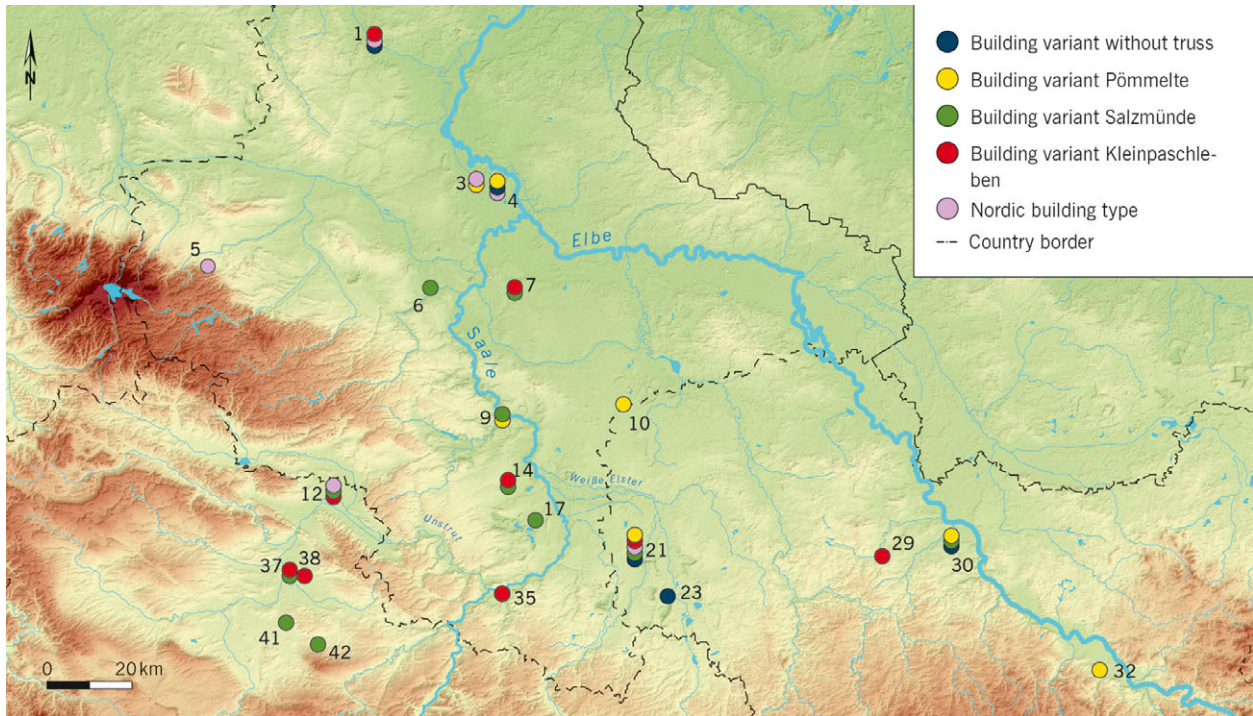 N
1
3
4
5
6
7
9
10
12
14
17
21
23
29
30
32
35
37
38
41
42
Elbe
Saale
Weiße Elster
Unstrut
0 20 km
Building variant without truss
Building variant Pömmelte
Building variant Salzmünde
Building variant Kleinpaschle-
ben
Nordic building type
Country border